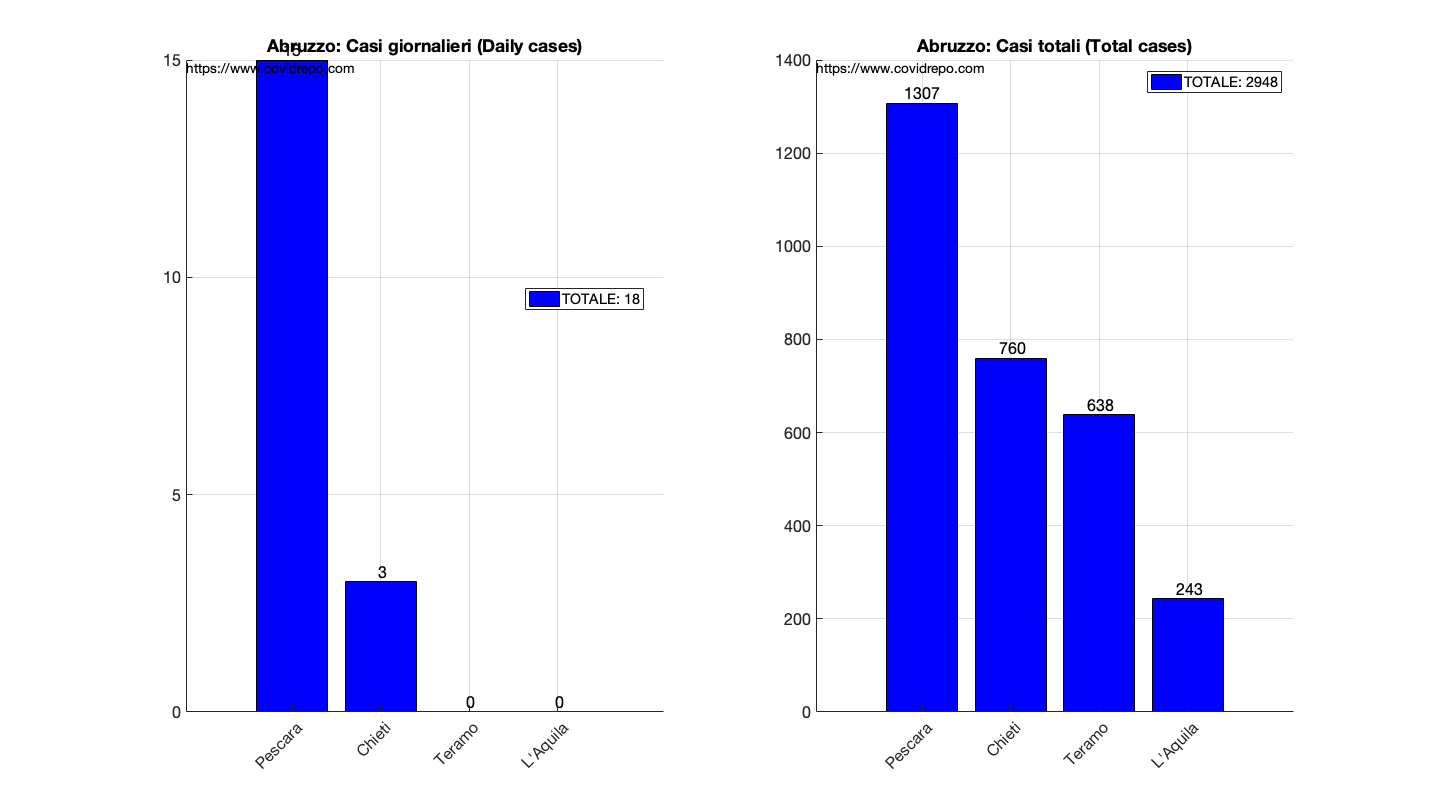 Abruzzo: Casi giornalieri (Daily cases)
15
15
https://www.covidrepo.com
10
TOTALE: 18
5
3
0
0
0
Pescara
Chieti
Teramo
L'Aquila
Abruzzo: Casi totali (Total cases)
1400
https://www.covidrepo.com
TOTALE: 2948
1307
1200
1000
800
760
638
600
400
243
200
0
Pescara
Chieti
Teramo
L'Aquila